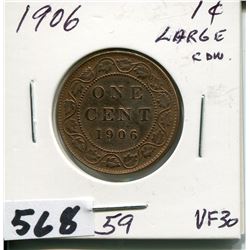 1906
1¢
LARGE
CDN.
ONE
CENT
1906
568
59
VF30